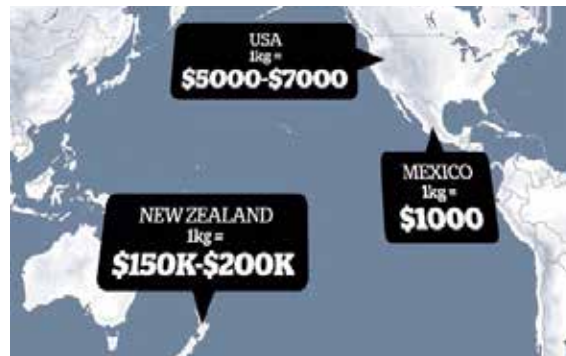 USA
1kg =
$5000-$7000
MEXICO
1kg =
$1000
NEW ZEALAND
1kg =
$150K-$200K